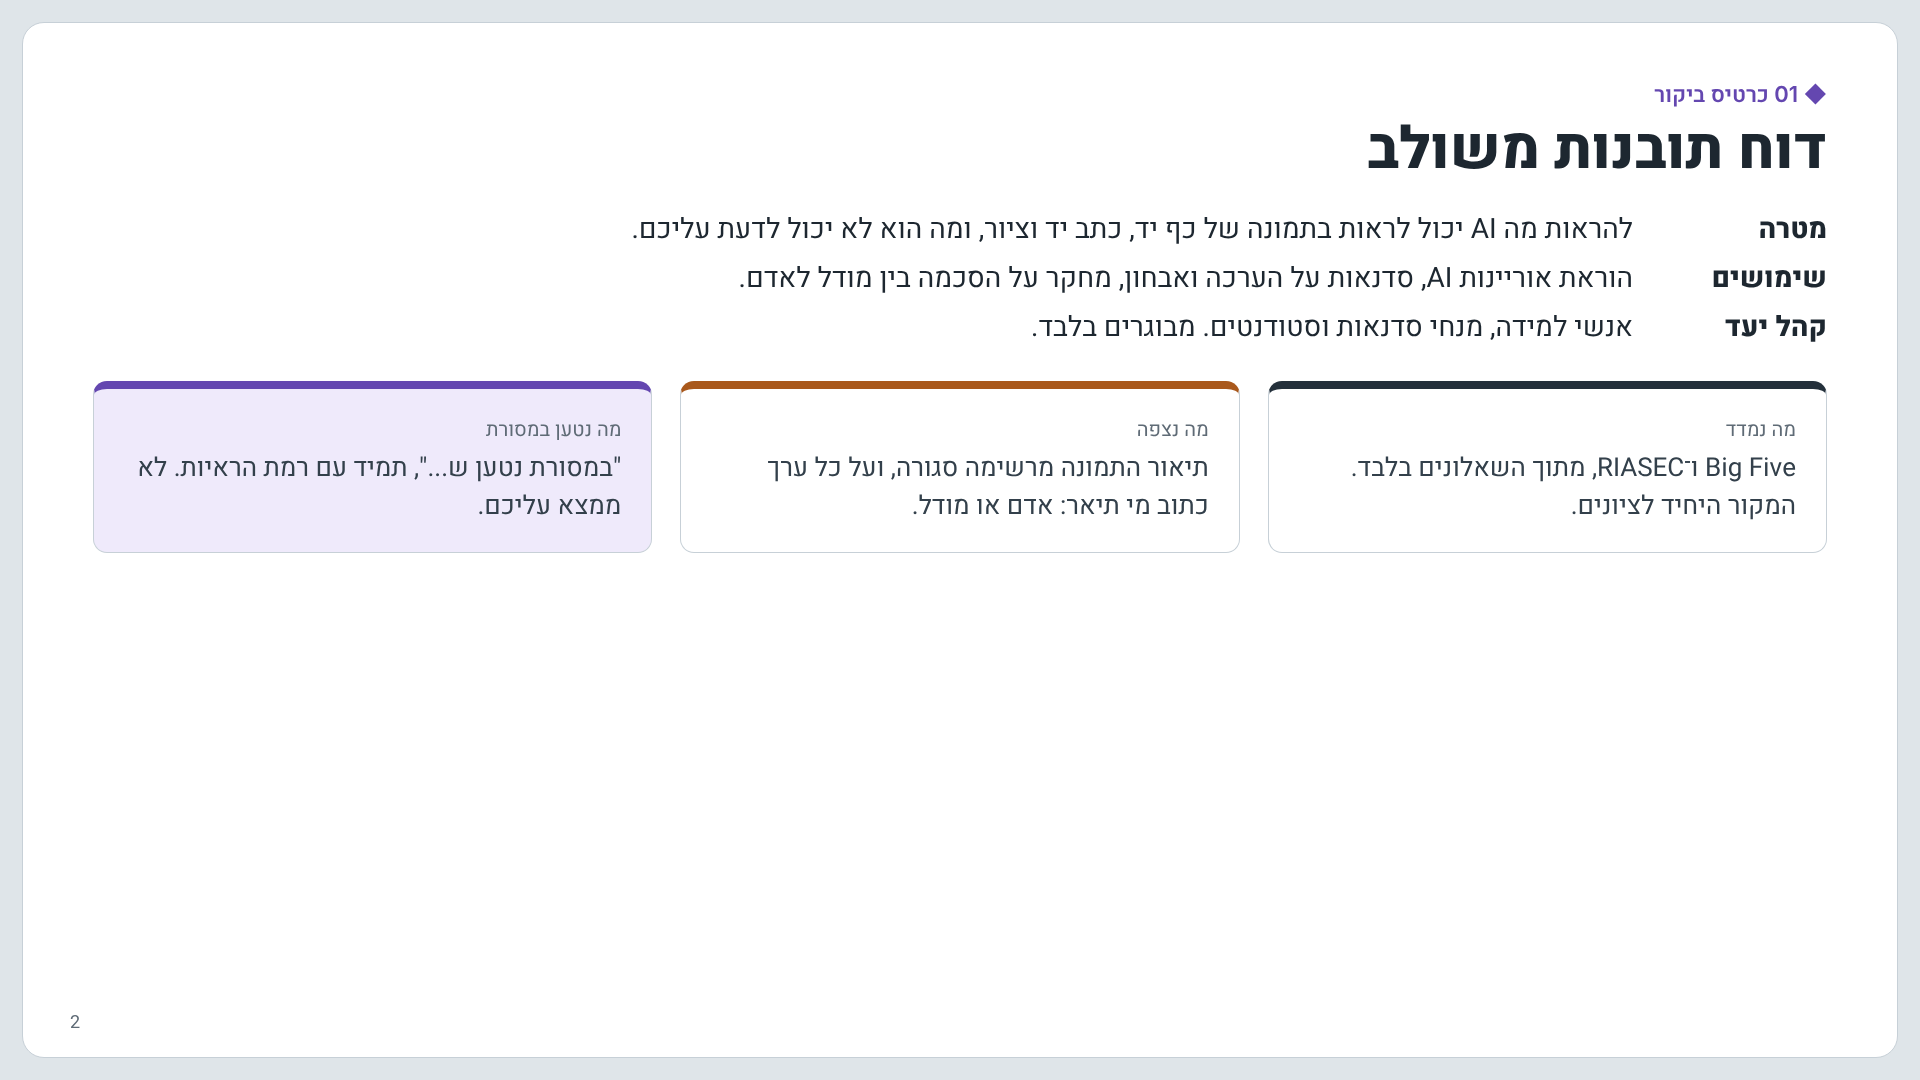 01 כרטיס ביקור
דוח תובנות משולב
מטרה להראות מה AI יכול לראות בתמונה של כף יד, כתב יד וציור, ומה הוא לא יכול לדעת עליכם.
שימושים הוראת אוריינות AI, סדנאות על הערכה ואבחון, מחקר על הסכמה בין מודל לאדם.
קהל יעד אנשי למידה, מנחי סדנאות וסטודנטים. מבוגרים בלבד.
מה נמדד
Big Five ו־RIASEC, מתוך השאלונים בלבד.
המקור היחיד לציונים.
מה נצפה
תיאור התמונה מרשימה סגורה, ועל כל ערך
כתוב מי תיאר: אדם או מודל.
מה נטען במסורת
"במסורת נטען ש...", תמיד עם רמת הראיות. לא
ממצא עליכם.
2